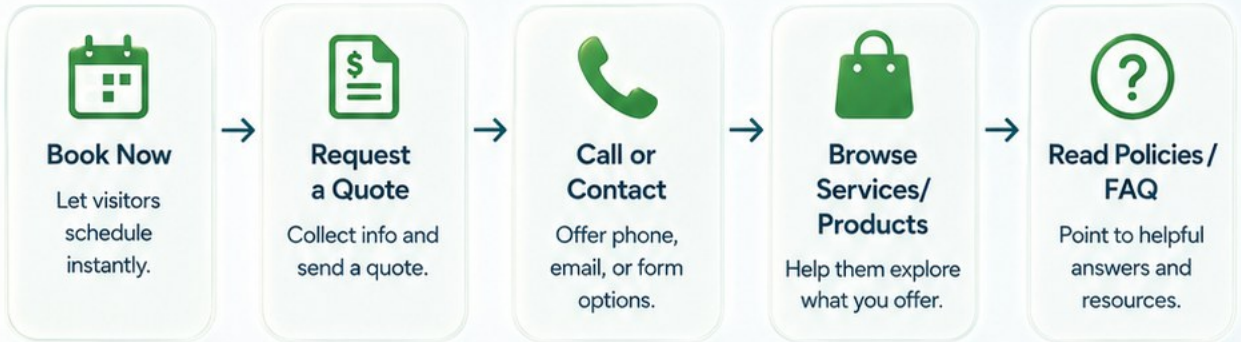 $
Book Now
Let visitors
schedule
instantly.
Request
a Quote
Collect info and
send a quote.
Call or
Contact
Offer phone,
email, or form
options.
Browse
Services/
Products
Help them explore
what you offer.
?
Read Policies/
FAQ
Point to helpful
answers and
resources.